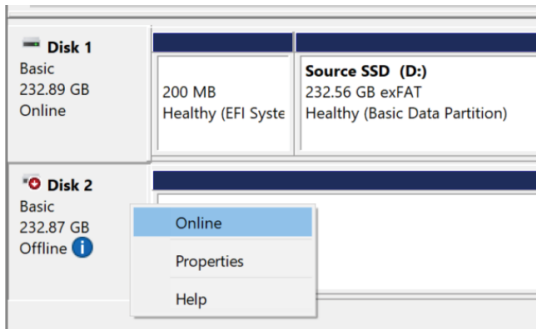 Disk 1
Basic
232.89 GB
Online
200 MB
Healthy (EFI Syste
Source SSD (D:)
232.56 GB exFAT
Healthy (Basic Data Partition)
Disk 2
Basic
232.87 GB
Offline
Online
Properties
Help